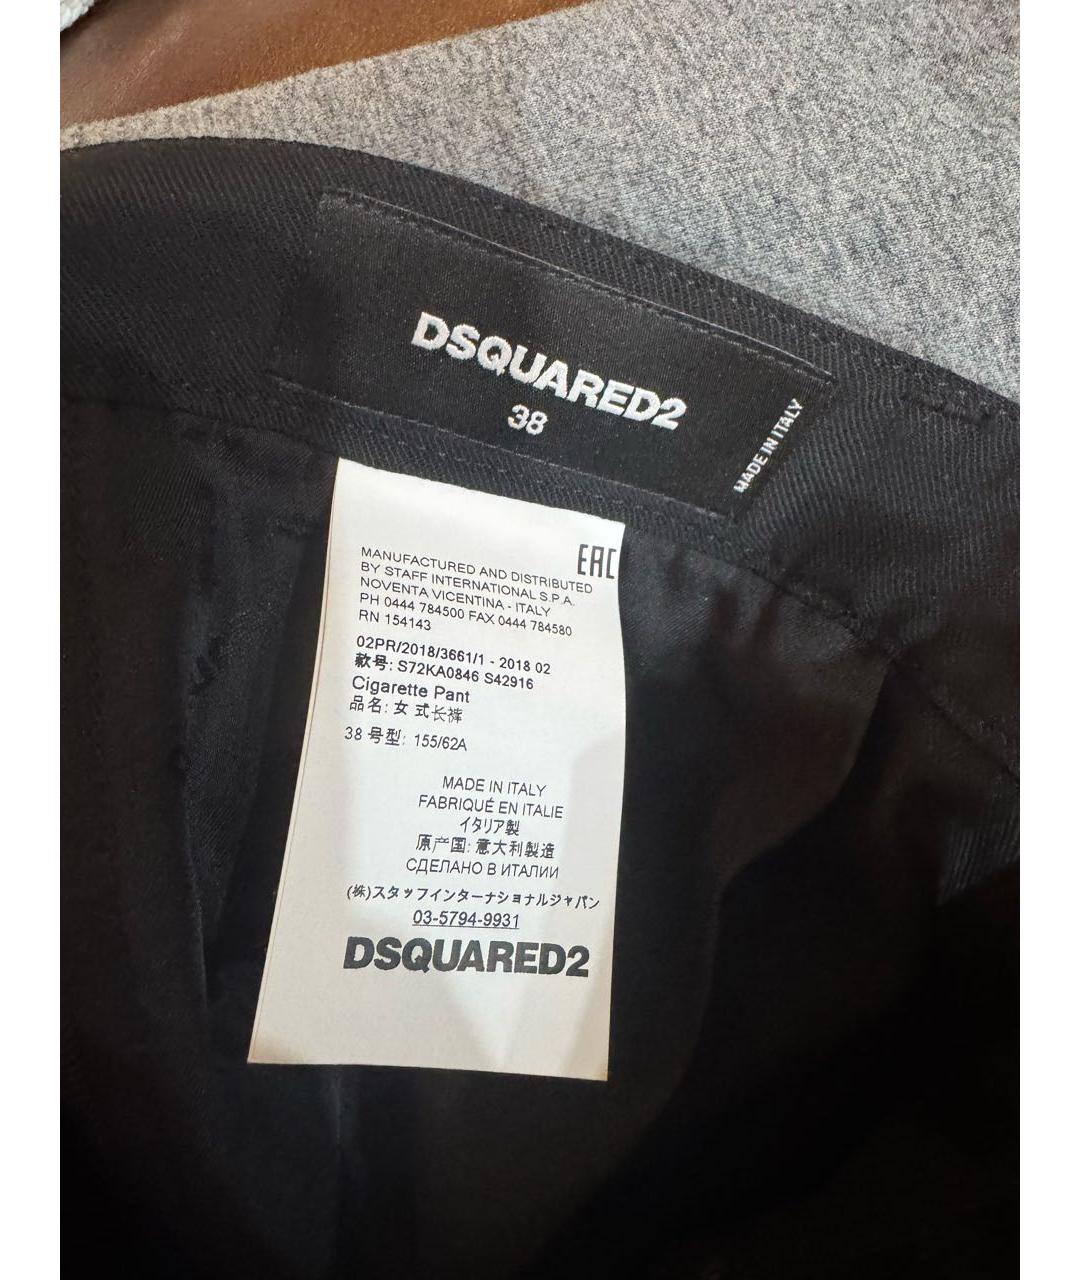 DSQUARED2
38
MADE IN ITALY
EAC
MANUFACTURED AND DISTRIBUTED
BY STAFF INTERNATIONAL S.P.A.
NOVENTA VICENTINA - ITALY
PH 0444 784500 FAX 0444 784580
RN 154143
02PR/2018/3661/1 - 2018 02
款号: S72KA0846 S42916
Cigarette Pant
品名: 女 式长裤
38 号型: 155/62A
MADE IN ITALY
FABRIQUÉ EN ITALIE
イタリア製
原产国: 意大利製造
СДЕЛАНО В ИТАЛИИ
(株)スタッフインターナショナルジャパン
03-5794-9931
DSQUARED2